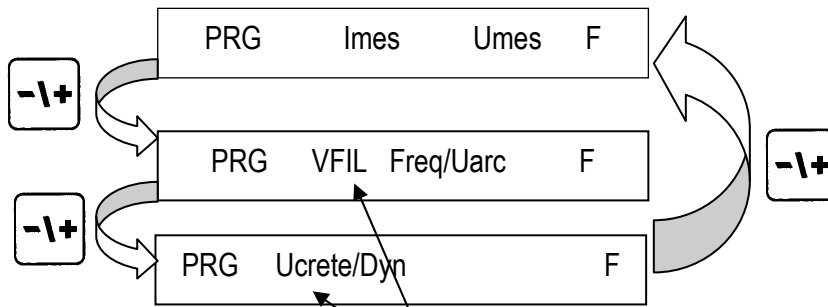 PRG Imes Umes F
-\+
PRG VFIL Freq/Uarc F
-\+
-\+
PRG Ucrete/Dyn F